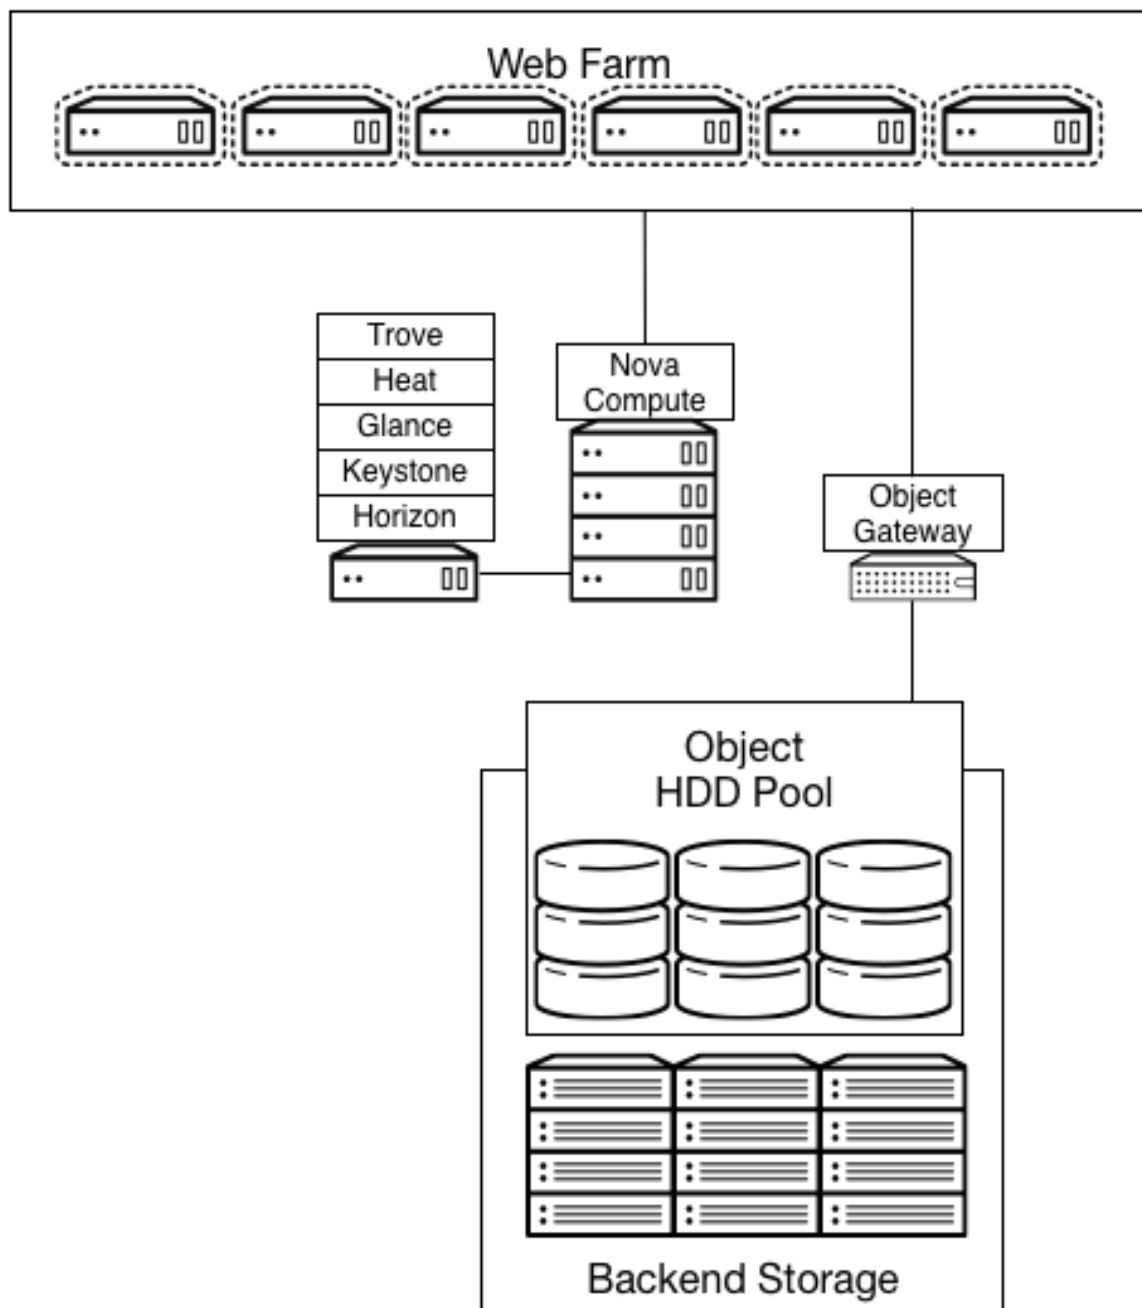 Web Farm
Trove
Heat
Glance
Keystone
Horizon
Nova
Compute
Object
Gateway
Object
HDD Pool
Backend Storage